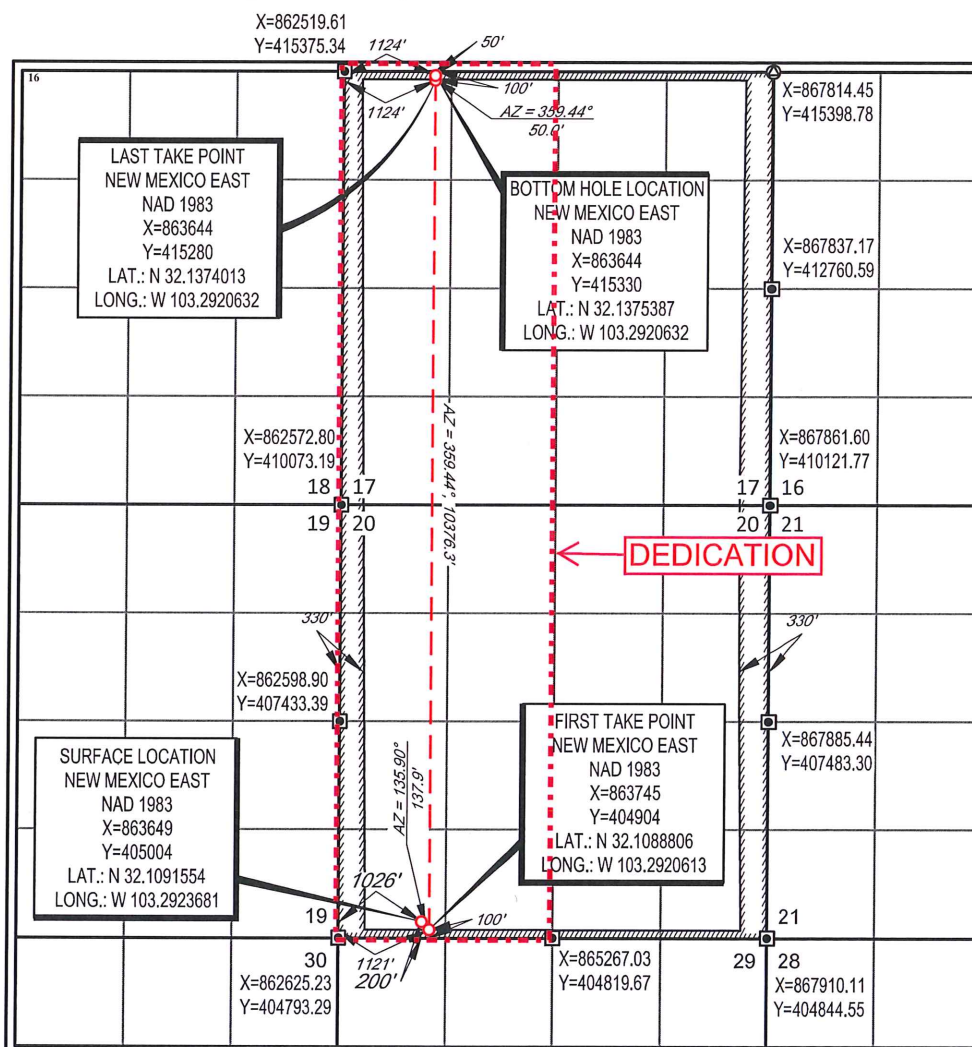 X=862519.61
Y=415375.34
1124'
50'
16
1124'
100'
AZ = 359.44°
50.0'
X=867814.45
Y=415398.78
LAST TAKE POINT
NEW MEXICO EAST
NAD 1983
X=863644
Y=415280
LAT.: N 32.1374013
LONG.: W 103.2920632
BOTTOM HOLE LOCATION
NEW MEXICO EAST
NAD 1983
X=863644
Y=415330
LAT.: N 32.1375387
LONG.: W 103.2920632
X=867837.17
Y=412760.59
X=862572.80
Y=410073.19
AZ = 359.44°, 10376.3'
X=867861.60
Y=410121.77
18 17
17 16
19 20
20 21
DEDICATION
330'
330'
X=862598.90
Y=407433.39
X=867885.44
Y=407483.30
SURFACE LOCATION
NEW MEXICO EAST
NAD 1983
X=863649
Y=405004
LAT.: N 32.1091554
LONG.: W 103.2923681
AZ = 135.90°
137.9'
FIRST TAKE POINT
NEW MEXICO EAST
NAD 1983
X=863745
Y=404904
LAT.: N 32.1088806
LONG.: W 103.2920613
1026'
19
100'
21
30
1121'
200'
29 28
X=862625.23
Y=404793.29
X=865267.03
Y=404819.67
X=867910.11
Y=404844.55